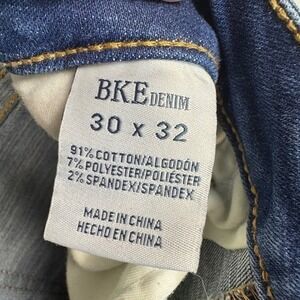 BKE DENIM
30 x 32
91% COTTON/ALGODÓN
7% POLYESTER/POLIÉSTER
2% SPANDEX/SPANDEX
MADE IN CHINA
HECHO EN CHINA